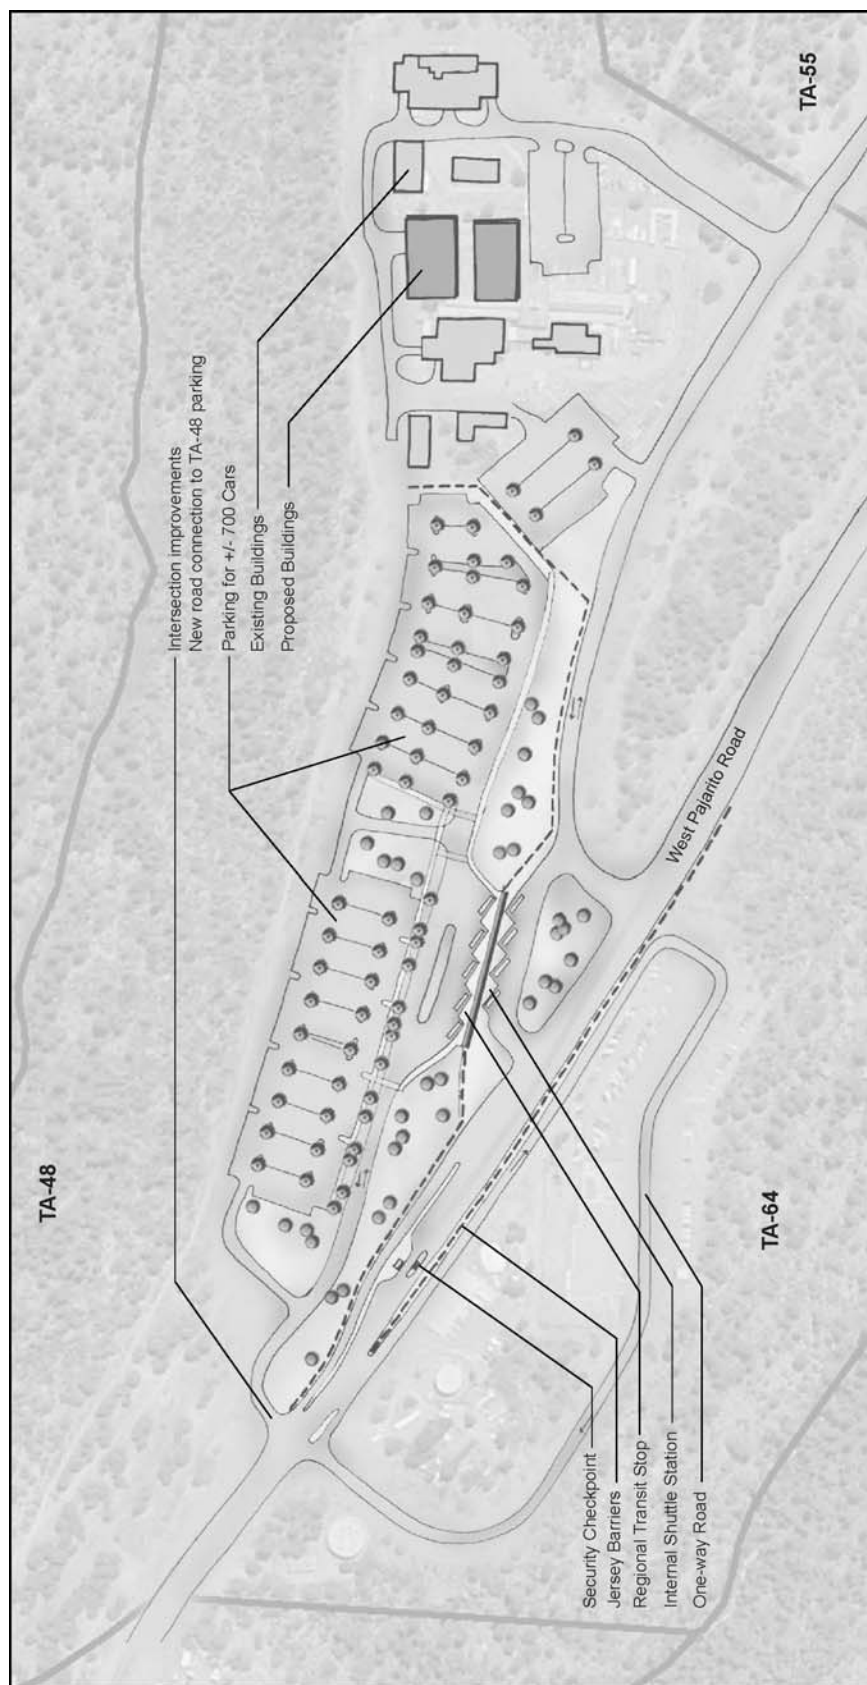 TA-48
Intersection improvements
New road connection to TA-48 parking
Parking for +/- 700 Cars
Existing Buildings
Proposed Buildings
TA-55
West Pajarito Road
Security Checkpoint
Jersey Barriers
Regional Transit Stop
Internal Shuttle Station
One-way Road
TA-64